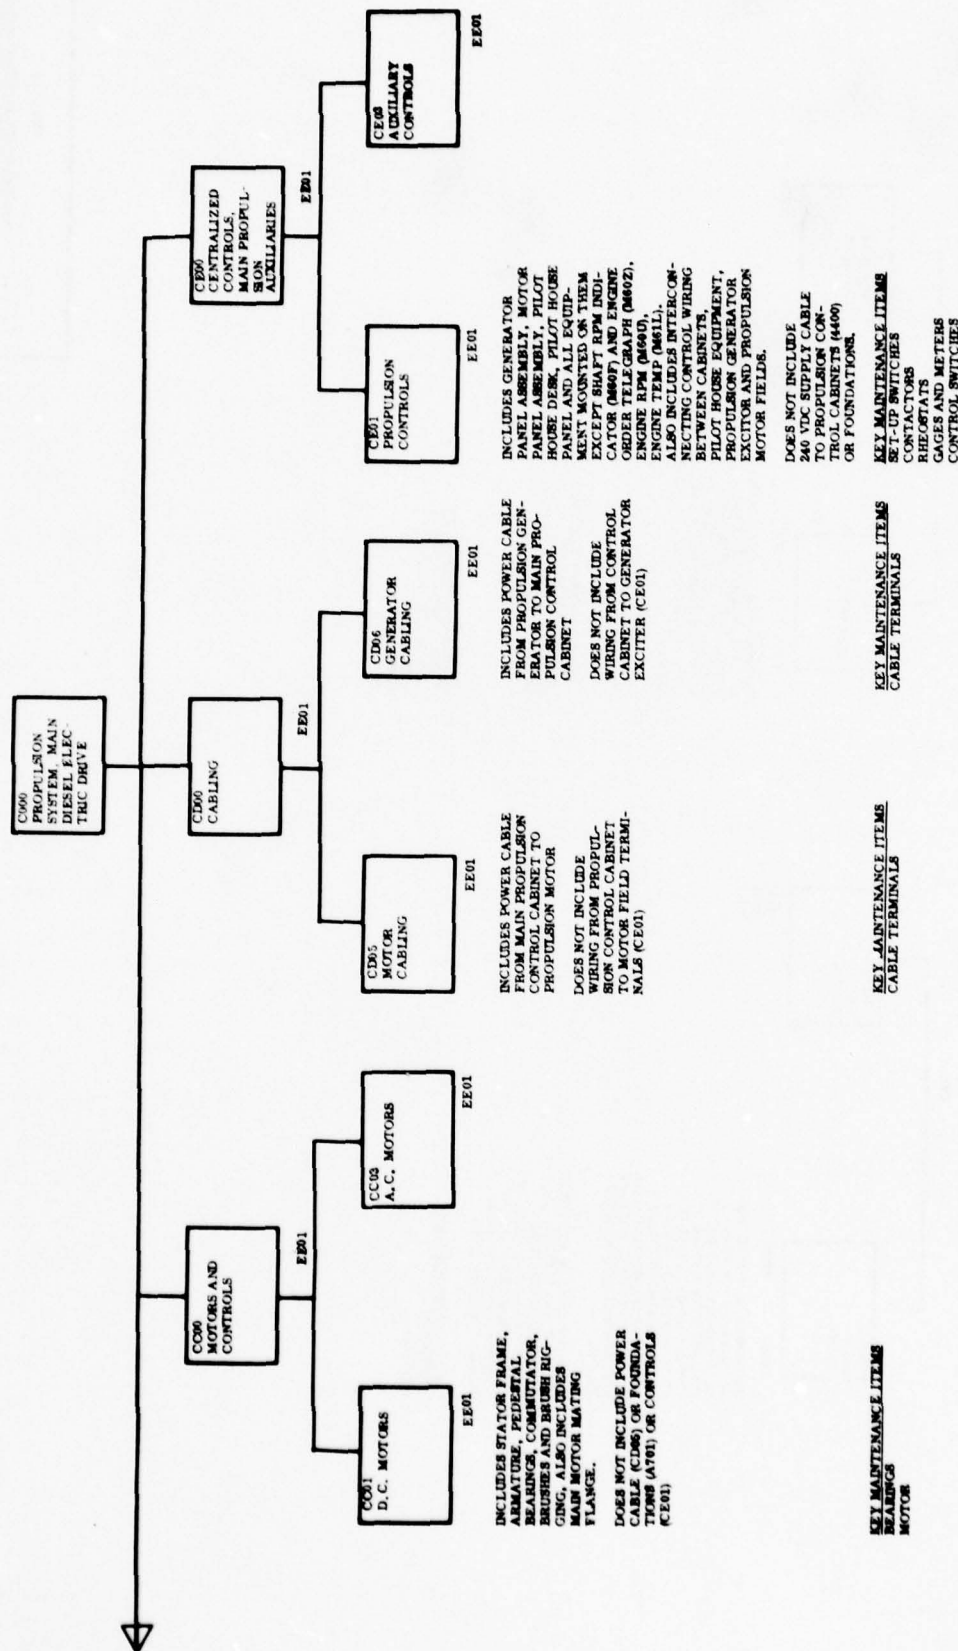 C000
PROPULSION
SYSTEM, MAIN
DIESEL ELEC-
TRIC DRIVE
CC00
MOTORS AND
CONTROLS
EE01
CD00
CABLING
EE01
CE00
CENTRALIZED
CONTROLS,
MAIN PROPUL-
SION
AUXILIARIES
EE01
CC01
D.C. MOTORS
EE01
INCLUDES STATOR FRAME,
ARMATURE, PEDESTAL
BEARINGS, COMMUTATOR,
BRUSHES AND BRUSH RIG-
GING, ALSO INCLUDES
MAIN MOTOR MATING
FLANGE.
DOES NOT INCLUDE POWER
CABLE (CD05) OR FOUNDA-
TIONS (A701) OR CONTROLS
(CE01)
KEY MAINTENANCE ITEMS
BEARINGS
MOTOR
CC03
A.C. MOTORS
EE01
CD05
MOTOR
CABLING
EE01
INCLUDES POWER CABLE
FROM MAIN PROPULSION
CONTROL CABINET TO
PROPULSION MOTOR
DOES NOT INCLUDE
WIRING FROM PROPUL-
SION CONTROL CABINET
TO MOTOR FIELD TERMI-
NALS (CE01)
KEY MAINTENANCE ITEMS
CABLE TERMINALS
CD06
GENERATOR
CABLING
EE01
INCLUDES POWER CABLE
FROM PROPULSION GEN-
ERATOR TO MAIN PRO-
PULSION CONTROL
CABINET
DOES NOT INCLUDE
WIRING FROM CONTROL
CABINET TO GENERATOR
EXCITER (CE01)
KEY MAINTENANCE ITEMS
CABLE TERMINALS
CE01
PROPULSION
CONTROLS
EE01
INCLUDES GENERATOR
PANEL ASSEMBLY, MOTOR
PANEL ASSEMBLY, PILOT
HOUSE DESK, PILOT HOUSE
PANEL AND ALL EQUIP-
MENT MOUNTED ON THEM
EXCEPT SHAFT RPM INDI-
CATOR (M60F) AND ENGINE
ORDER TELEGRAPH (M602),
ENGINE RPM (M60U),
ENGINE TEMP (M61L).
ALSO INCLUDES INTERCON-
NECTING CONTROL WIRING
BETWEEN CABINETS,
PILOT HOUSE EQUIPMENT,
PROPULSION GENERATOR
EXCITOR AND PROPULSION
MOTOR FIELDS.
DOES NOT INCLUDE
240 VDC SUPPLY CABLE
TO PROPULSION CON-
TROL CABINETS (4400)
OR FOUNDATIONS.
KEY MAINTENANCE ITEMS
SET-UP SWITCHES
CONTACTORS
RHEOSTATS
GAGES AND METERS
CONTROL SWITCHES
CE03
AUXILIARY
CONTROLS
EE01